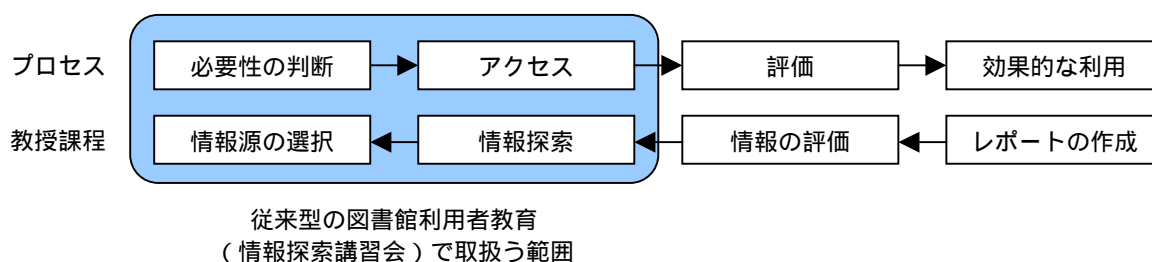 プロセス
必要性の判断
アクセス
評価
効果的な利用
教授課程
情報源の選択
情報探索
情報の評価
レポートの作成
従来型の図書館利用者教育
(情報探索講習会)で取扱う範囲